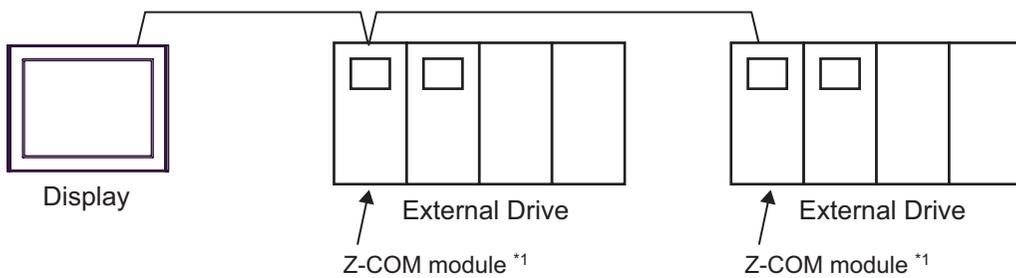 Display
External Drive
External Drive
Z-COM module *1
Z-COM module *1